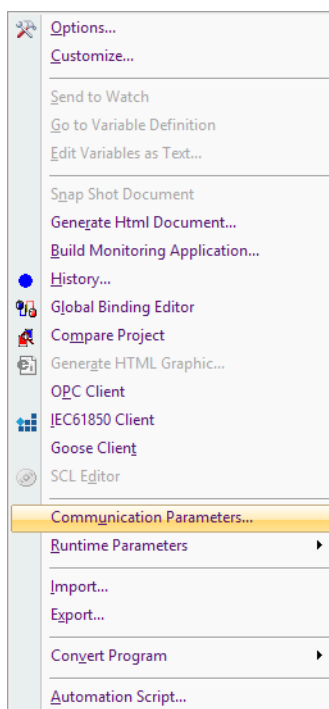 Options...
Customize...
Send to Watch
Go to Variable Definition
Edit Variables as Text...
Snap Shot Document
Generate Html Document...
Build Monitoring Application...
History...
Global Binding Editor
Compare Project
Generate HTML Graphic...
OPC Client
IEC61850 Client
Goose Client
SCL Editor
Communication Parameters...
Runtime Parameters
Import...
Export...
Convert Program
Automation Script...